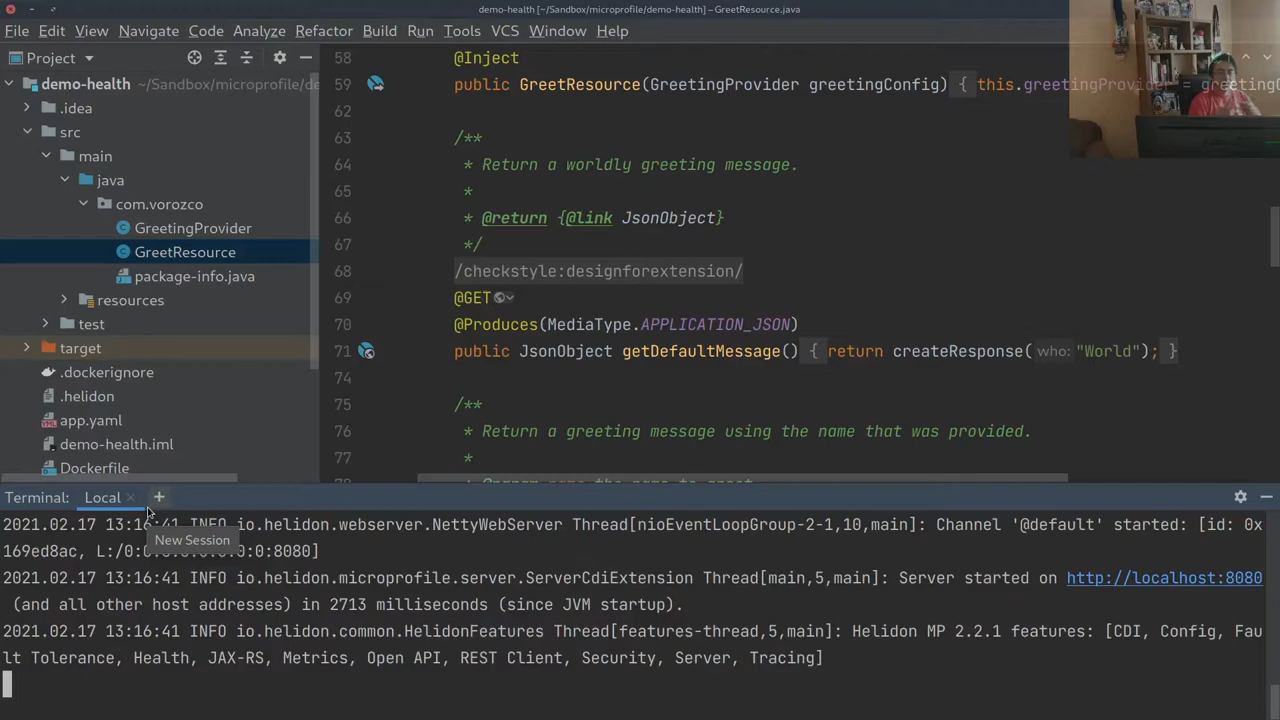 demo-health [~/Sandbox/microprofile/demo-health] – GreetResource.java
File Edit View Navigate Code Analyze Refactor Build Run Tools VCS Window Help
Project
demo-health ~/Sandbox/microprofile/de
.idea
src
main
java
com.vorozco
GreetingProvider
GreetResource
package-info.java
resources
test
target
.dockerignore
.helidon
app.yaml
demo-health.iml
Dockerfile
58 @Inject
59 public GreetResource(GreetingProvider greetingConfig) { this.greetingProvider = greetingC
62
63 /**
64 * Return a worldly greeting message.
65 *
66 * @return {@link JsonObject}
67 */
68 /checkstyle:designforextension/
69 @GET
70 @Produces(MediaType.APPLICATION_JSON)
71 public JsonObject getDefaultMessage() { return createResponse( who: "World"); }
74
75 /**
76 * Return a greeting message using the name that was provided.
77 *
Terminal: Local × +
New Session
2021.02.17 13:16:41 INFO io.helidon.webserver.NettyWebServer Thread[nioEventLoopGroup-2-1,10,main]: Channel '@default' started: [id: 0x
169ed8ac, L:/0:0:0:0:0:0:0:0:8080]
2021.02.17 13:16:41 INFO io.helidon.microprofile.server.ServerCdiExtension Thread[main,5,main]: Server started on http://localhost:8080
(and all other host addresses) in 2713 milliseconds (since JVM startup).
2021.02.17 13:16:41 INFO io.helidon.common.HelidonFeatures Thread[features-thread,5,main]: Helidon MP 2.2.1 features: [CDI, Config, Fau
lt Tolerance, Health, JAX-RS, Metrics, Open API, REST Client, Security, Server, Tracing]